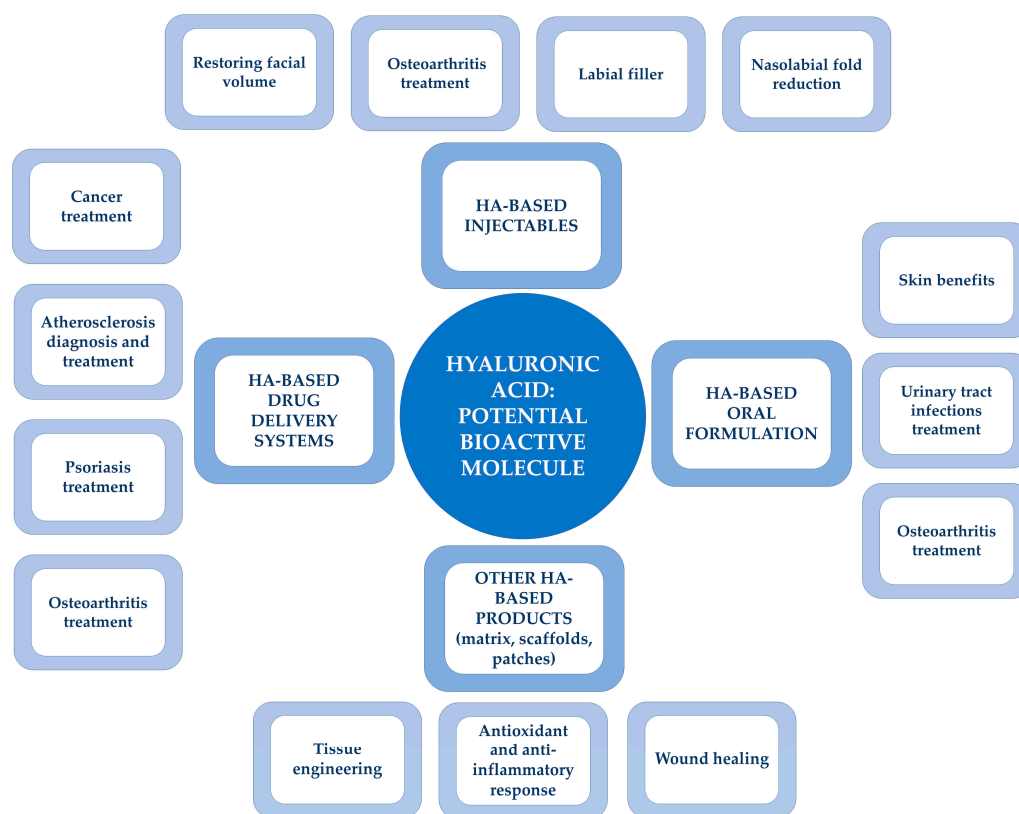 Restoring facial
volume
Osteoarthritis
treatment
Labial filler
Nasolabial fold
reduction
HA-BASED
INJECTABLES
Cancer
treatment
Atherosclerosis
diagnosis and
treatment
Psoriasis
treatment
Osteoarthritis
treatment
HA-BASED
DRUG
DELIVERY
SYSTEMS
HYALURONIC
ACID:
POTENTIAL
BIOACTIVE
MOLECULE
HA-BASED
ORAL
FORMULATION
Skin benefits
Urinary tract
infections
treatment
Osteoarthritis
treatment
OTHER HA-
BASED
PRODUCTS
(matrix, scaffolds,
patches)
Tissue
engineering
Antioxidant
and anti-
inflammatory
response
Wound healing